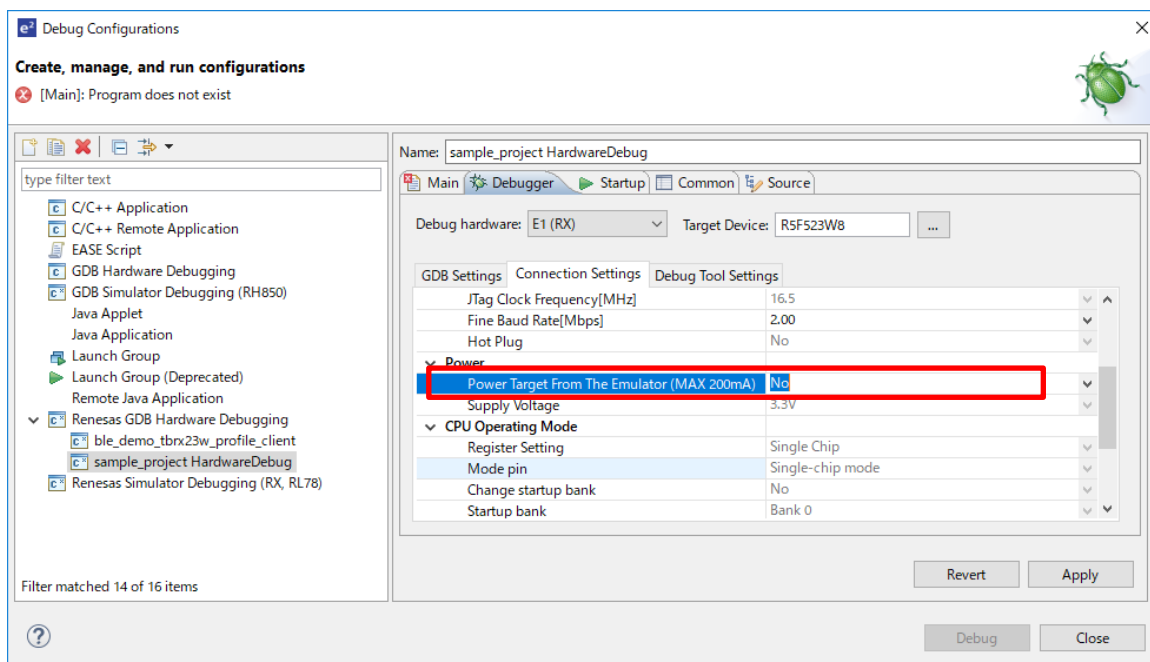 e² Debug Configurations
Create, manage, and run configurations
[Main]: Program does not exist
type filter text
C/C++ Application
C/C++ Remote Application
EASE Script
GDB Hardware Debugging
GDB Simulator Debugging (RH850)
Java Applet
Java Application
Launch Group
Launch Group (Deprecated)
Remote Java Application
Renesas GDB Hardware Debugging
ble_demo_tbrx23w_profile_client
sample_project HardwareDebug
Renesas Simulator Debugging (RX, RL78)
Filter matched 14 of 16 items
Name: sample_project HardwareDebug
Main Debugger Startup Common Source
Debug hardware: E1 (RX) Target Device: R5F523W8 ...
GDB Settings Connection Settings Debug Tool Settings
JTag Clock Frequency[MHz] 16.5
Fine Baud Rate[Mbps] 2.00
Hot Plug No
Power
Power Target From The Emulator (MAX 200mA) No
Supply Voltage 3.3V
CPU Operating Mode
Register Setting Single Chip
Mode pin Single-chip mode
Change startup bank No
Startup bank Bank 0
Revert Apply
Debug Close